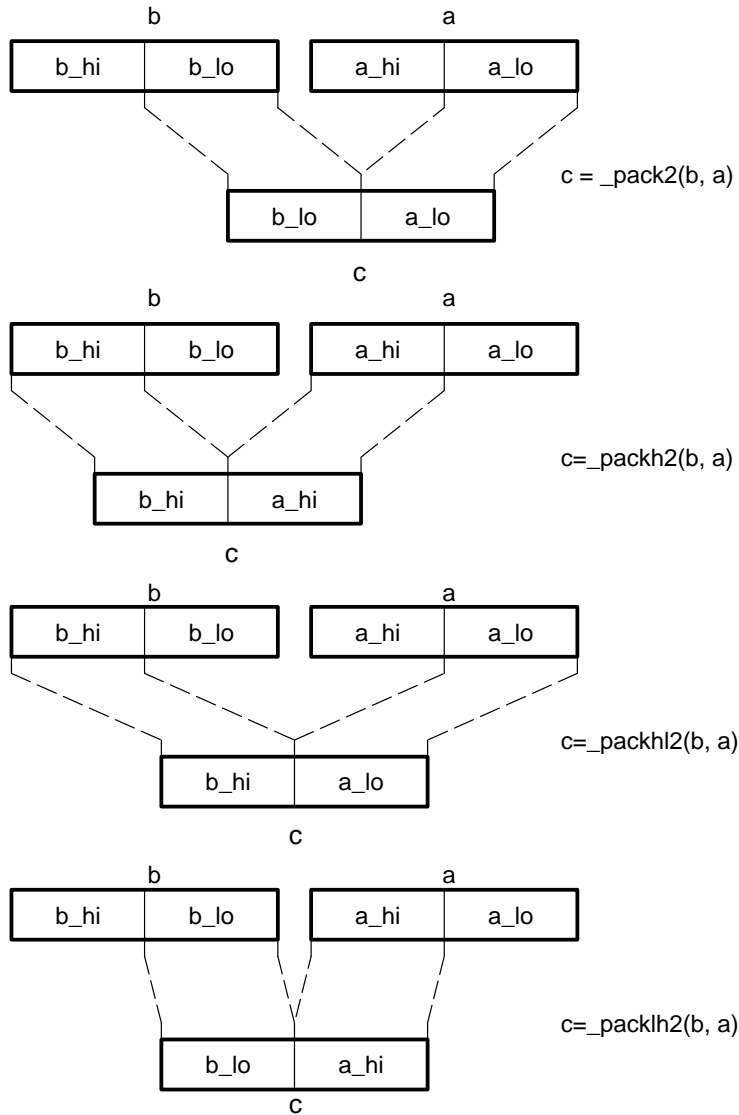 b a
b_hi b_lo a_hi a_lo
c = _pack2(b, a)
b_lo a_lo
c
b a
b_hi b_lo a_hi a_lo
c=_packh2(b, a)
b_hi a_hi
c
b a
b_hi b_lo a_hi a_lo
c=_packhl2(b, a)
b_hi a_lo
c
b a
b_hi b_lo a_hi a_lo
c=_packlh2(b, a)
b_lo a_hi
c